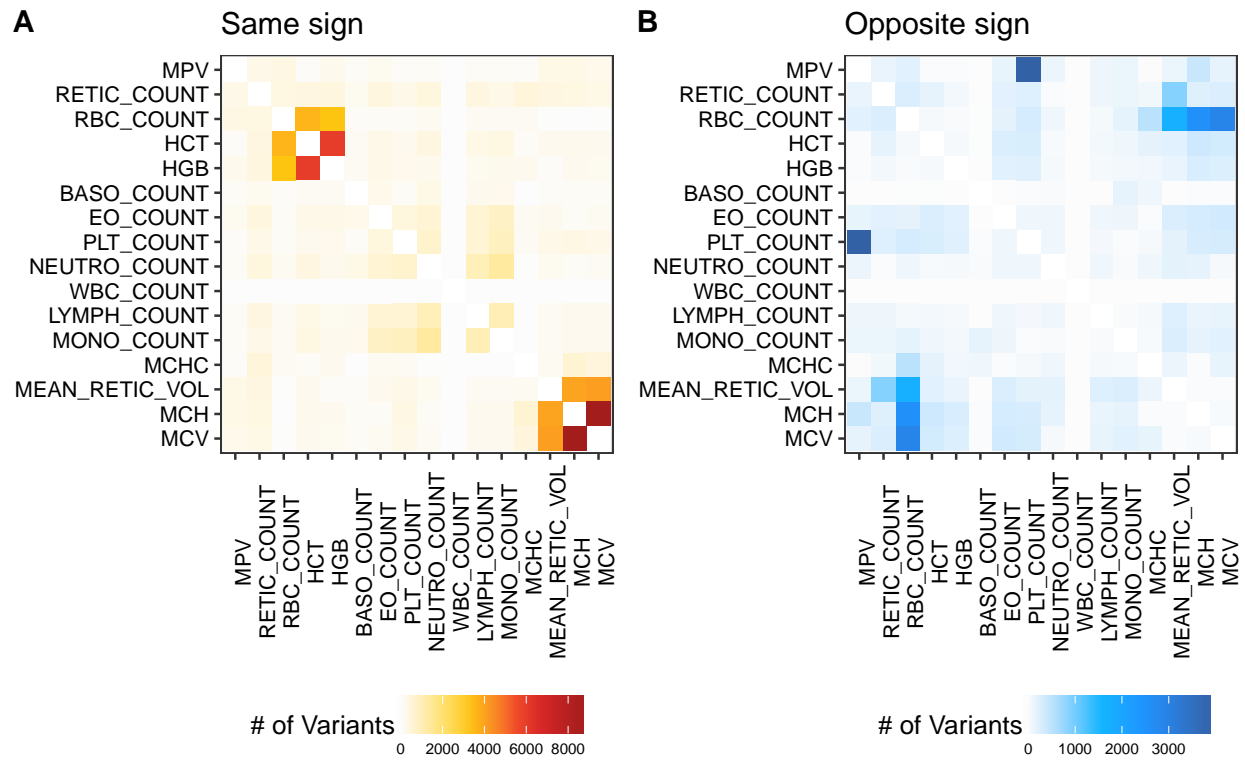 A
Same sign
MPV
RETIC_COUNT
RBC_COUNT
HCT
HGB
BASO_COUNT
EO_COUNT
PLT_COUNT
NEUTRO_COUNT
WBC_COUNT
LYMPH_COUNT
MONO_COUNT
MCHC
MEAN_RETIC_VOL
MCH
MCV
MPV
RETIC_COUNT
RBC_COUNT
HCT
HGB
BASO_COUNT
EO_COUNT
PLT_COUNT
NEUTRO_COUNT
WBC_COUNT
LYMPH_COUNT
MONO_COUNT
MCHC
MEAN_RETIC_VOL
MCH
MCV
# of Variants
0 2000 4000 6000 8000
B
Opposite sign
MPV
RETIC_COUNT
RBC_COUNT
HCT
HGB
BASO_COUNT
EO_COUNT
PLT_COUNT
NEUTRO_COUNT
WBC_COUNT
LYMPH_COUNT
MONO_COUNT
MCHC
MEAN_RETIC_VOL
MCH
MCV
MPV
RETIC_COUNT
RBC_COUNT
HCT
HGB
BASO_COUNT
EO_COUNT
PLT_COUNT
NEUTRO_COUNT
WBC_COUNT
LYMPH_COUNT
MONO_COUNT
MCHC
MEAN_RETIC_VOL
MCH
MCV
# of Variants
0 1000 2000 3000